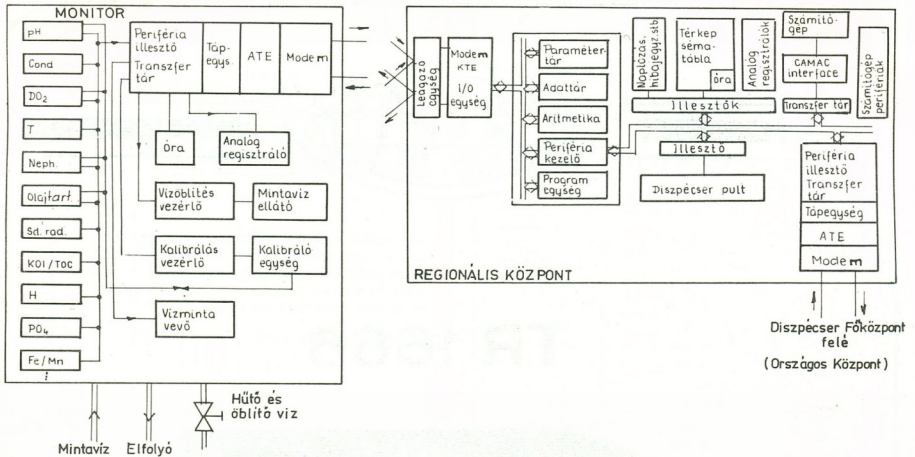 MONITOR
pH
Cond
DO₂
T
Neph.
Olajtart.
Sd. rad.
KOI/TOC
H
PO₄
Fe/Mn
i
Periféria
illesztő
Transzfer
tár
Táp-
egys.
ATE
Modem
óra
Analóg
regisztráló
Vízöblítés
vezérlő
Mintavíz
ellátó
Kalibrálás
vezérlő
Kalibráló
egység
Vízminta
vevő
Mintavíz
Elfolyó
Hűtő és
öblítő víz
Leágazó
egység
Modem
KTE
I/O
egység
Paraméter-
tár
Adattár
Aritmetika
Periféria
kezelő
Program
egység
Naplózás,
hibajegyz. stb
Térkép
séma-
tábla
óra
Analóg
regisztrálók
Számító-
gép
CAMAC
interface
Transzfer tár
Számítógép
perifériák
Illesztők
Illesztő
Diszpécser pult
Periféria
illesztő
Transzfer
tár
Tápegység
ATE
Modem
REGIONÁLIS KÖZPONT
Diszpécser Főközpont
felé
(Országos Központ)